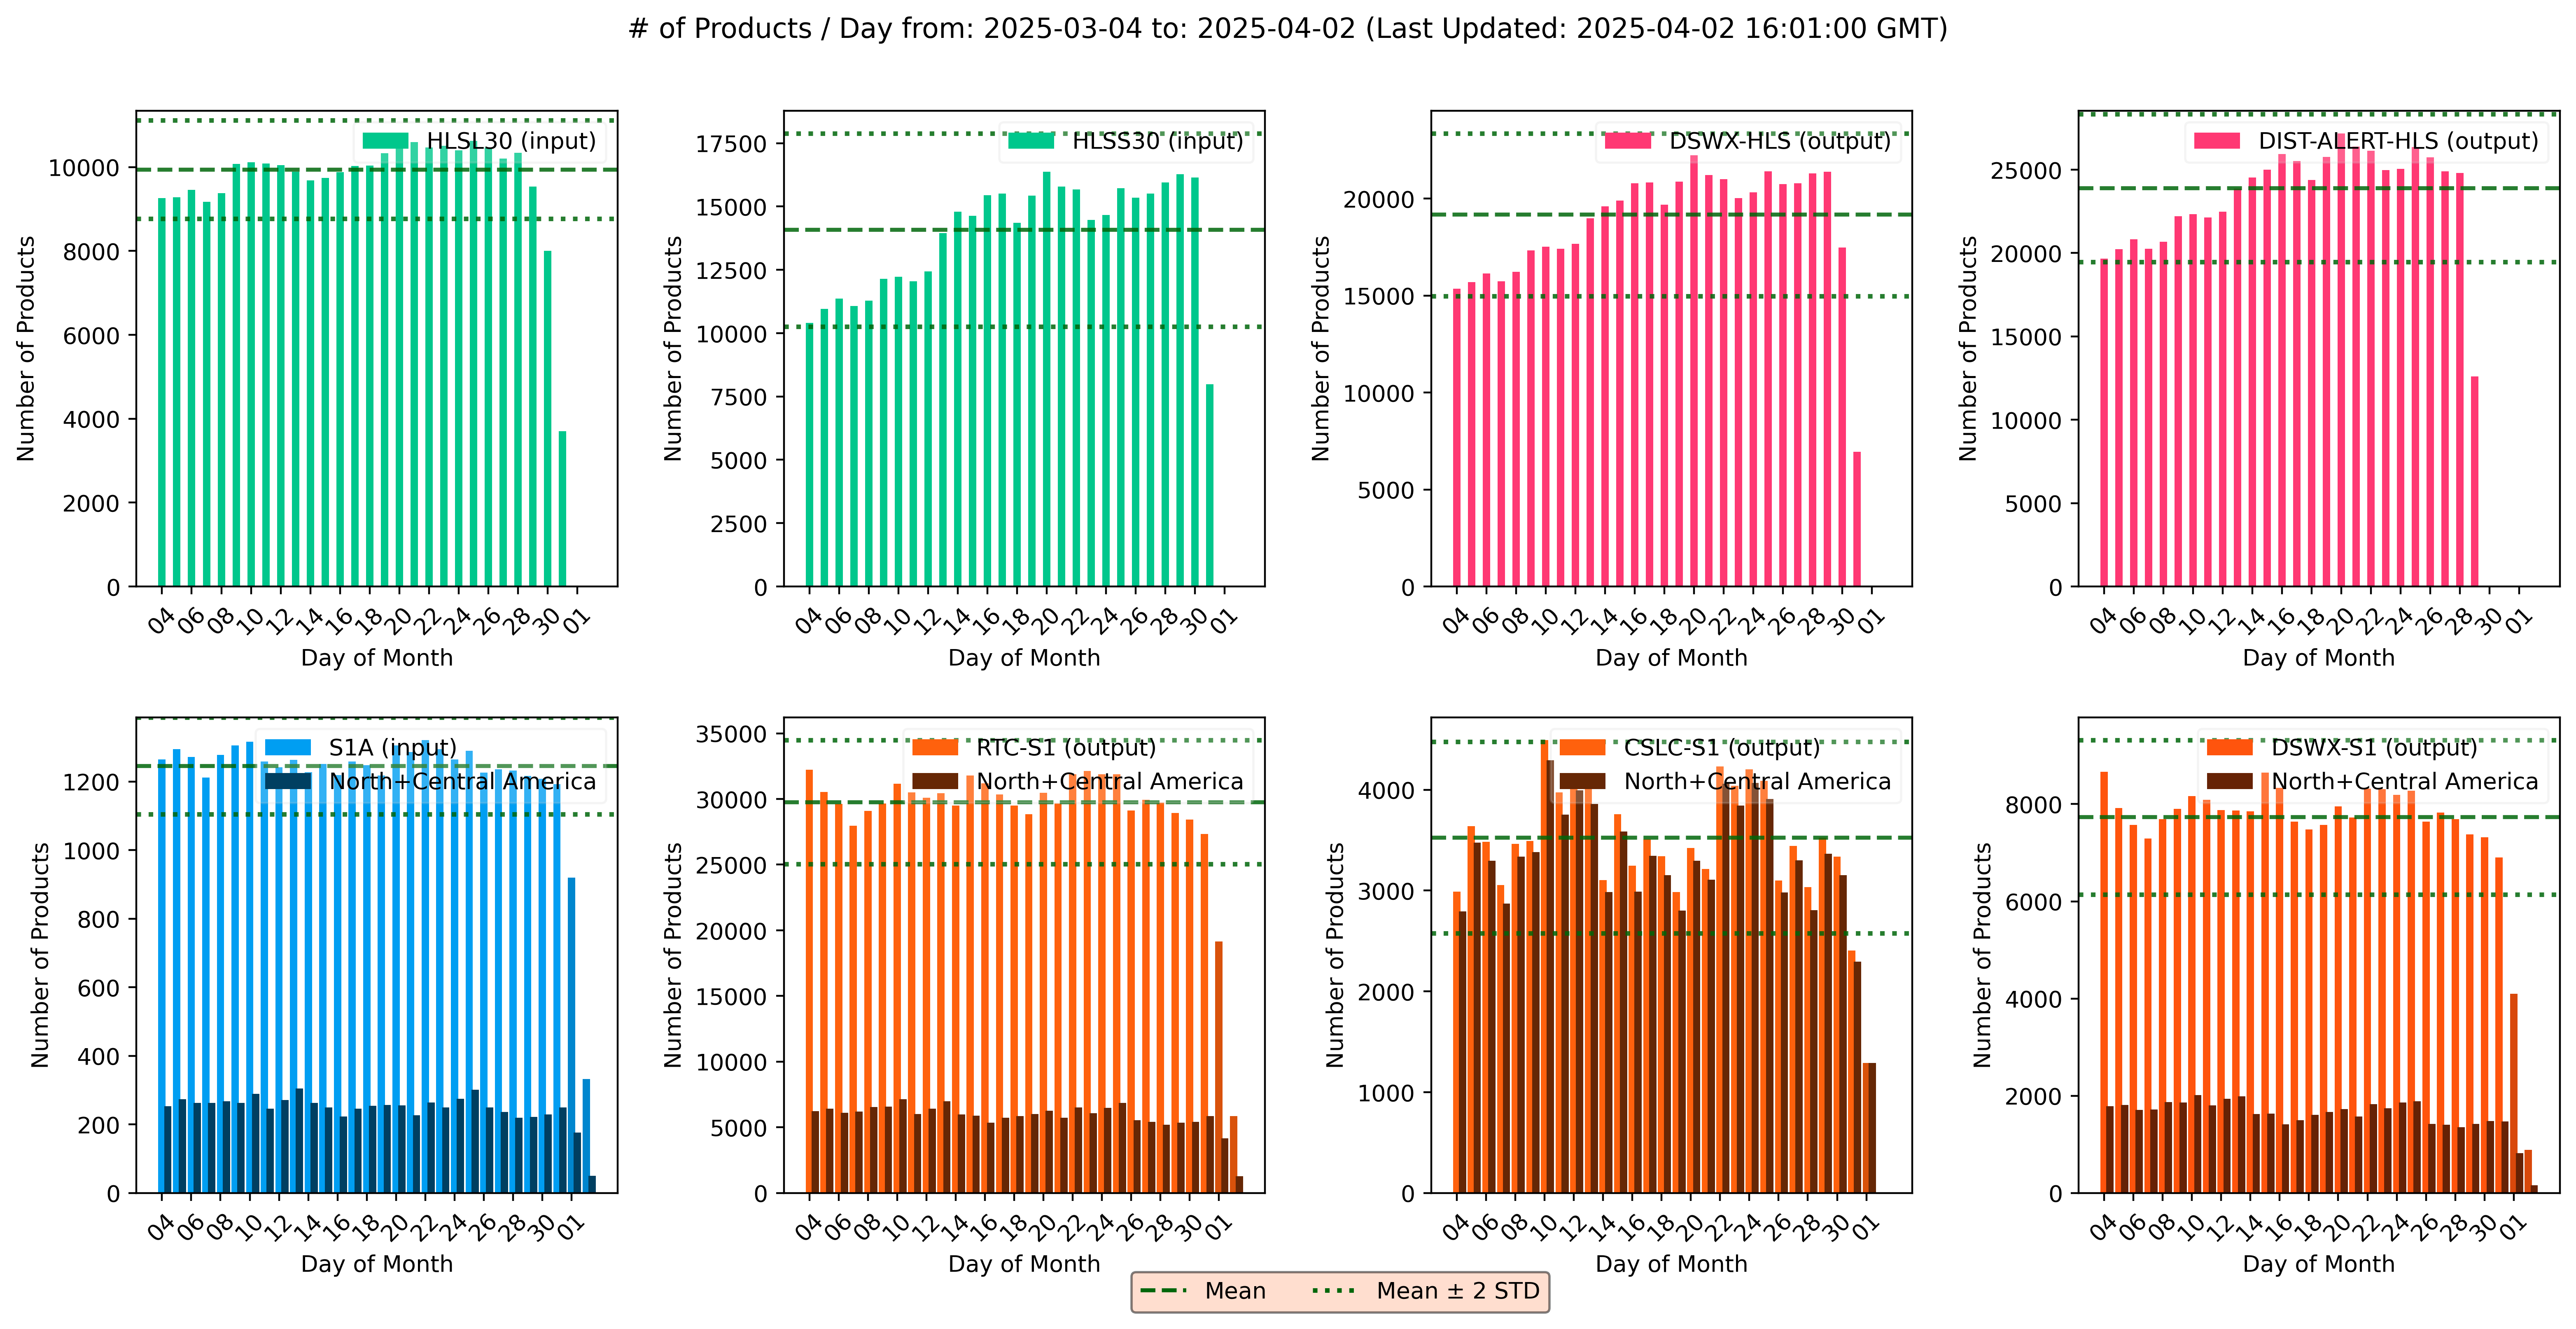 # of Products / Day from: 2025-03-04 to: 2025-04-02 (Last Updated: 2025-04-02 16:01:00 GMT)
HLSL30 (input)
Number of Products
10000
8000
6000
4000
2000
0
04 06 08 10 12 14 16 18 20 22 24 26 28 30 01
Day of Month
HLSS30 (input)
Number of Products
17500
15000
12500
10000
7500
5000
2500
0
04 06 08 10 12 14 16 18 20 22 24 26 28 30 01
Day of Month
DSWX-HLS (output)
Number of Products
20000
15000
10000
5000
0
04 06 08 10 12 14 16 18 20 22 24 26 28 30 01
Day of Month
DIST-ALERT-HLS (output)
Number of Products
25000
20000
15000
10000
5000
0
04 06 08 10 12 14 16 18 20 22 24 26 28 30 01
Day of Month
S1A (input)
North+Central America
Number of Products
1200
1000
800
600
400
200
0
04 06 08 10 12 14 16 18 20 22 24 26 28 30 01
Day of Month
RTC-S1 (output)
North+Central America
Number of Products
35000
30000
25000
20000
15000
10000
5000
0
04 06 08 10 12 14 16 18 20 22 24 26 28 30 01
Day of Month
CSLC-S1 (output)
North+Central America
Number of Products
4000
3000
2000
1000
0
04 06 08 10 12 14 16 18 20 22 24 26 28 30 01
Day of Month
DSWX-S1 (output)
North+Central America
Number of Products
8000
6000
4000
2000
0
04 06 08 10 12 14 16 18 20 22 24 26 28 30 01
Day of Month
Mean
Mean ± 2 STD